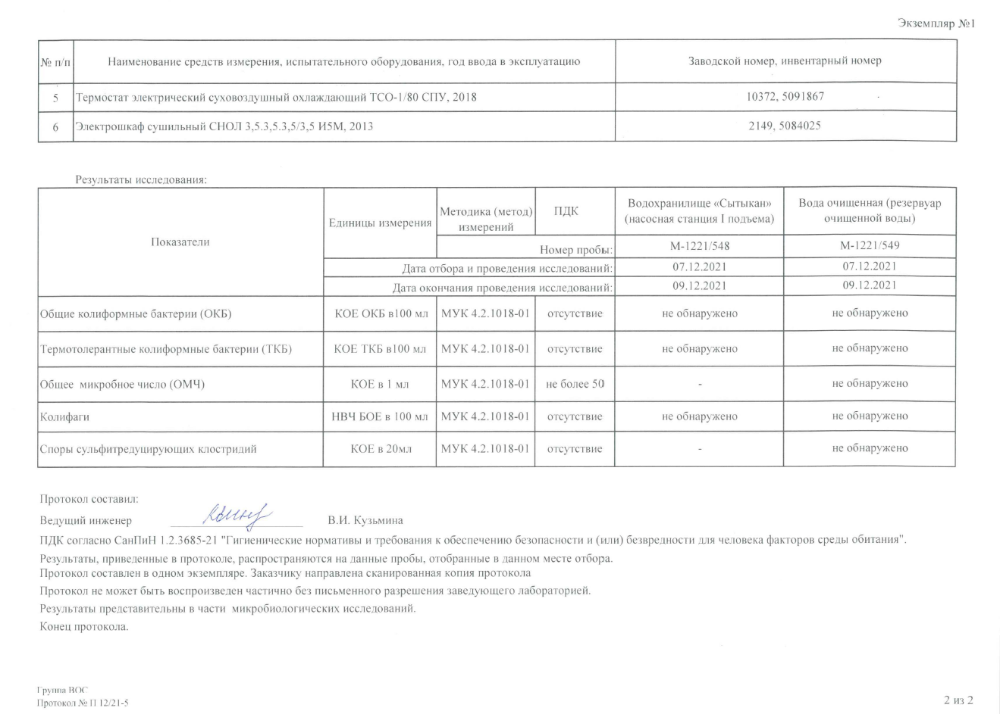 Экземпляр №1
№ п/п
Наименование средств измерения, испытательного оборудования, год ввода в эксплуатацию
Заводской номер, инвентарный номер
5
Термостат электрический суховоздушный охлаждающий ТСО-1/80 СПУ, 2018
10372, 5091867
6
Электрошкаф сушильный СНОЛ 3,5.3,5.3,5/3,5 И5М, 2013
2149, 5084025
Результаты исследования:
Показатели
Единицы измерения
Методика (метод)
измерений
ПДК
Водохранилище «Сытыкан»
(насосная станция I подъема)
Вода очищенная (резервуар
очищенной воды)
Номер пробы:
М-1221/548
М-1221/549
Дата отбора и проведения исследований:
07.12.2021
07.12.2021
Дата окончания проведения исследований:
09.12.2021
09.12.2021
Общие колиформные бактерии (ОКБ)
КОЕ ОКБ в100 мл
МУК 4.2.1018-01
отсутствие
не обнаружено
не обнаружено
Термотолерантные колиформные бактерии (ТКБ)
КОЕ ТКБ в100 мл
МУК 4.2.1018-01
отсутствие
не обнаружено
не обнаружено
Общее микробное число (ОМЧ)
КОЕ в 1 мл
МУК 4.2.1018-01
не более 50
-
не обнаружено
Колифаги
НВЧ БОЕ в 100 мл
МУК 4.2.1018-01
отсутствие
не обнаружено
не обнаружено
Споры сульфитредуцирующих клостридий
КОЕ в 20мл
МУК 4.2.1018-01
отсутствие
-
не обнаружено
Протокол составил:
Ведущий инженер
В.И. Кузьмина
ПДК согласно СанПиН 1.2.3685-21 "Гигиенические нормативы и требования к обеспечению безопасности и (или) безвредности для человека факторов среды обитания".
Результаты, приведенные в протоколе, распространяются на данные пробы, отобранные в данном месте отбора.
Протокол составлен в одном экземпляре. Заказчику направлена сканированная копия протокола
Протокол не может быть воспроизведен частично без письменного разрешения заведующего лабораторией.
Результаты представительны в части микробиологических исследований.
Конец протокола.
Группа ВОС
Протокол № П 12/21-5
2 из 2